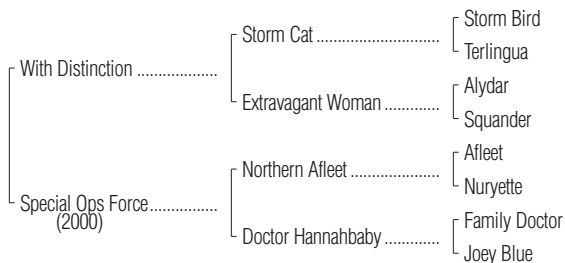 Storm Bird
Storm Cat ..............................
Terlingua
With Distinction ...................
Alydar
Extravagant Woman .............
Squander
Afleet
Northern Afleet .....................
Nuryette
Special Ops Force................
(2000)
Family Doctor
Doctor Hannahbaby .............
Joey Blue